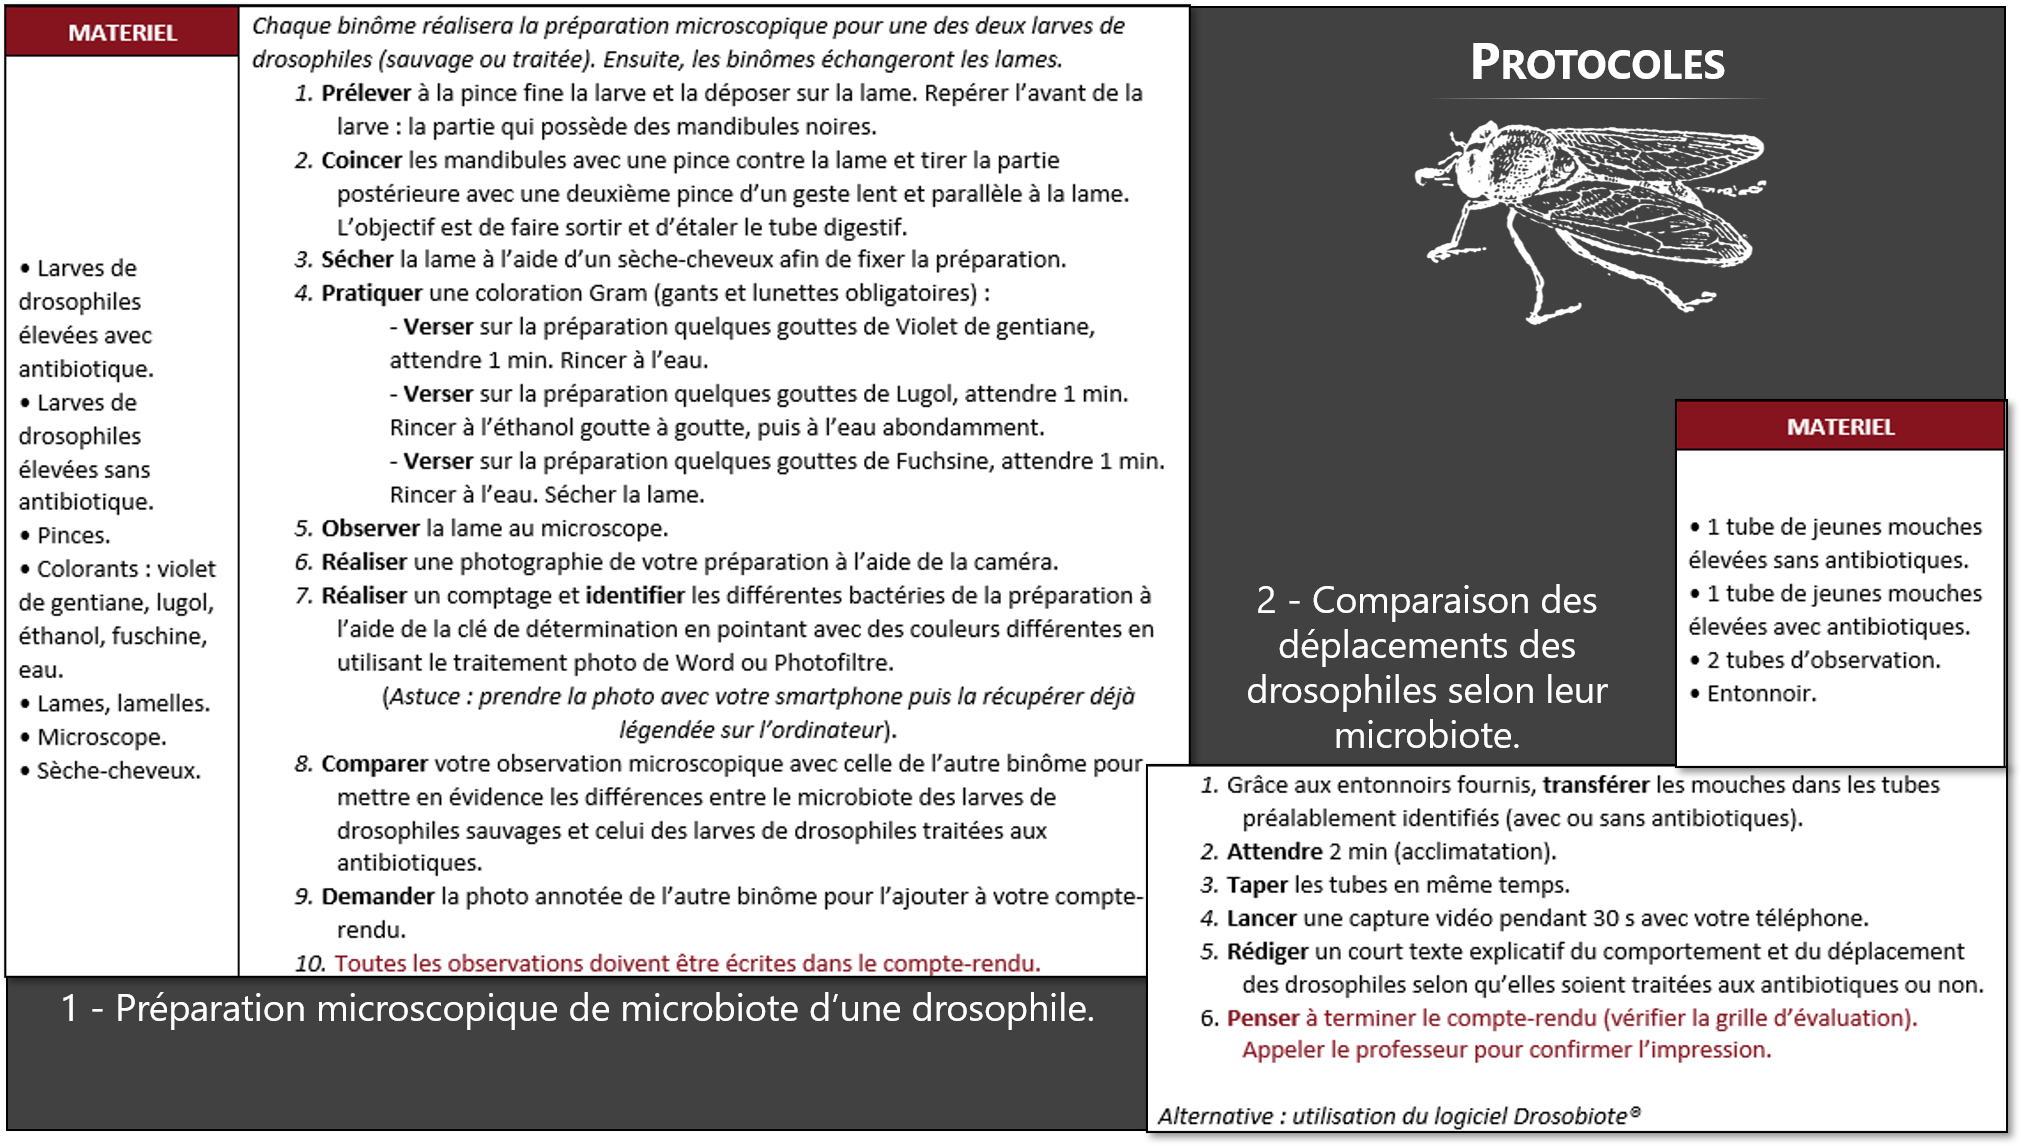 MATERIEL
• Larves de
drosophiles
élevées avec
antibiotique.
• Larves de
drosophiles
élevées sans
antibiotique.
• Pinces.
• Colorants : violet
de gentiane, lugol,
éthanol, fuschine,
eau.
• Lames, lamelles.
• Microscope.
• Sèche-cheveux.
Chaque binôme réalisera la préparation microscopique pour une des deux larves de
drosophiles (sauvage ou traitée). Ensuite, les binômes échangeront les lames.
1. Prélever à la pince fine la larve et la déposer sur la lame. Repérer l’avant de la
larve : la partie qui possède des mandibules noires.
2. Coincer les mandibules avec une pince contre la lame et tirer la partie
postérieure avec une deuxième pince d’un geste lent et parallèle à la lame.
L’objectif est de faire sortir et d’étaler le tube digestif.
3. Sécher la lame à l’aide d’un sèche-cheveux afin de fixer la préparation.
4. Pratiquer une coloration Gram (gants et lunettes obligatoires) :
- Verser sur la préparation quelques gouttes de Violet de gentiane,
attendre 1 min. Rincer à l’eau.
- Verser sur la préparation quelques gouttes de Lugol, attendre 1 min.
Rincer à l’éthanol goutte à goutte, puis à l’eau abondamment.
- Verser sur la préparation quelques gouttes de Fuchsine, attendre 1 min.
Rincer à l’eau. Sécher la lame.
5. Observer la lame au microscope.
6. Réaliser une photographie de votre préparation à l’aide de la caméra.
7. Réaliser un comptage et identifier les différentes bactéries de la préparation à
l’aide de la clé de détermination en pointant avec des couleurs différentes en
utilisant le traitement photo de Word ou Photofiltre.
(Astuce : prendre la photo avec votre smartphone puis la récupérer déjà
légendée sur l’ordinateur).
8. Comparer votre observation microscopique avec celle de l’autre binôme pour
mettre en évidence les différences entre le microbiote des larves de
drosophiles sauvages et celui des larves de drosophiles traitées aux
antibiotiques.
9. Demander la photo annotée de l’autre binôme pour l’ajouter à votre compte-
rendu.
10. Toutes les observations doivent être écrites dans le compte-rendu.
1 - Préparation microscopique de microbiote d’une drosophile.
PROTOCOLES
2 - Comparaison des
déplacements des
drosophiles selon leur
microbiote.
MATERIEL
• 1 tube de jeunes mouches
élevées sans antibiotiques.
• 1 tube de jeunes mouches
élevées avec antibiotiques.
• 2 tubes d’observation.
• Entonnoir.
1. Grâce aux entonnoirs fournis, transférer les mouches dans les tubes
préalablement identifiés (avec ou sans antibiotiques).
2. Attendre 2 min (acclimatation).
3. Taper les tubes en même temps.
4. Lancer une capture vidéo pendant 30 s avec votre téléphone.
5. Rédiger un court texte explicatif du comportement et du déplacement
des drosophiles selon qu’elles soient traitées aux antibiotiques ou non.
6. Penser à terminer le compte-rendu (vérifier la grille d’évaluation).
Appeler le professeur pour confirmer l’impression.
Alternative : utilisation du logiciel Drosobiote®